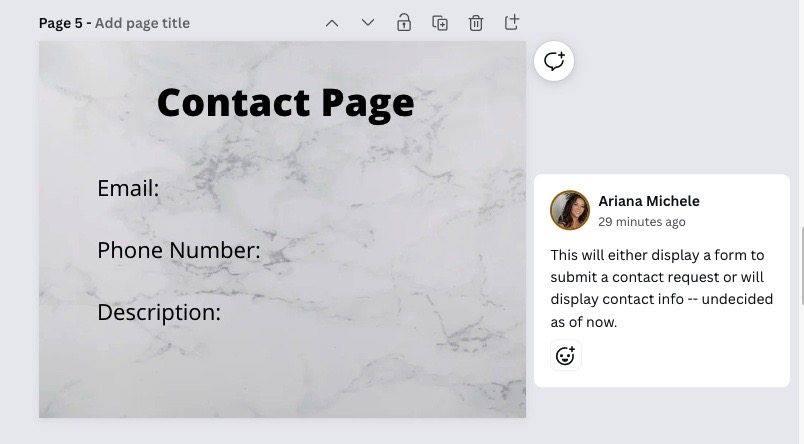 Page 5 - Add page title
Contact Page
Email:
Phone Number:
Description:
Ariana Michele
29 minutes ago
This will either display a form to
submit a contact request or will
display contact info -- undecided
as of now.